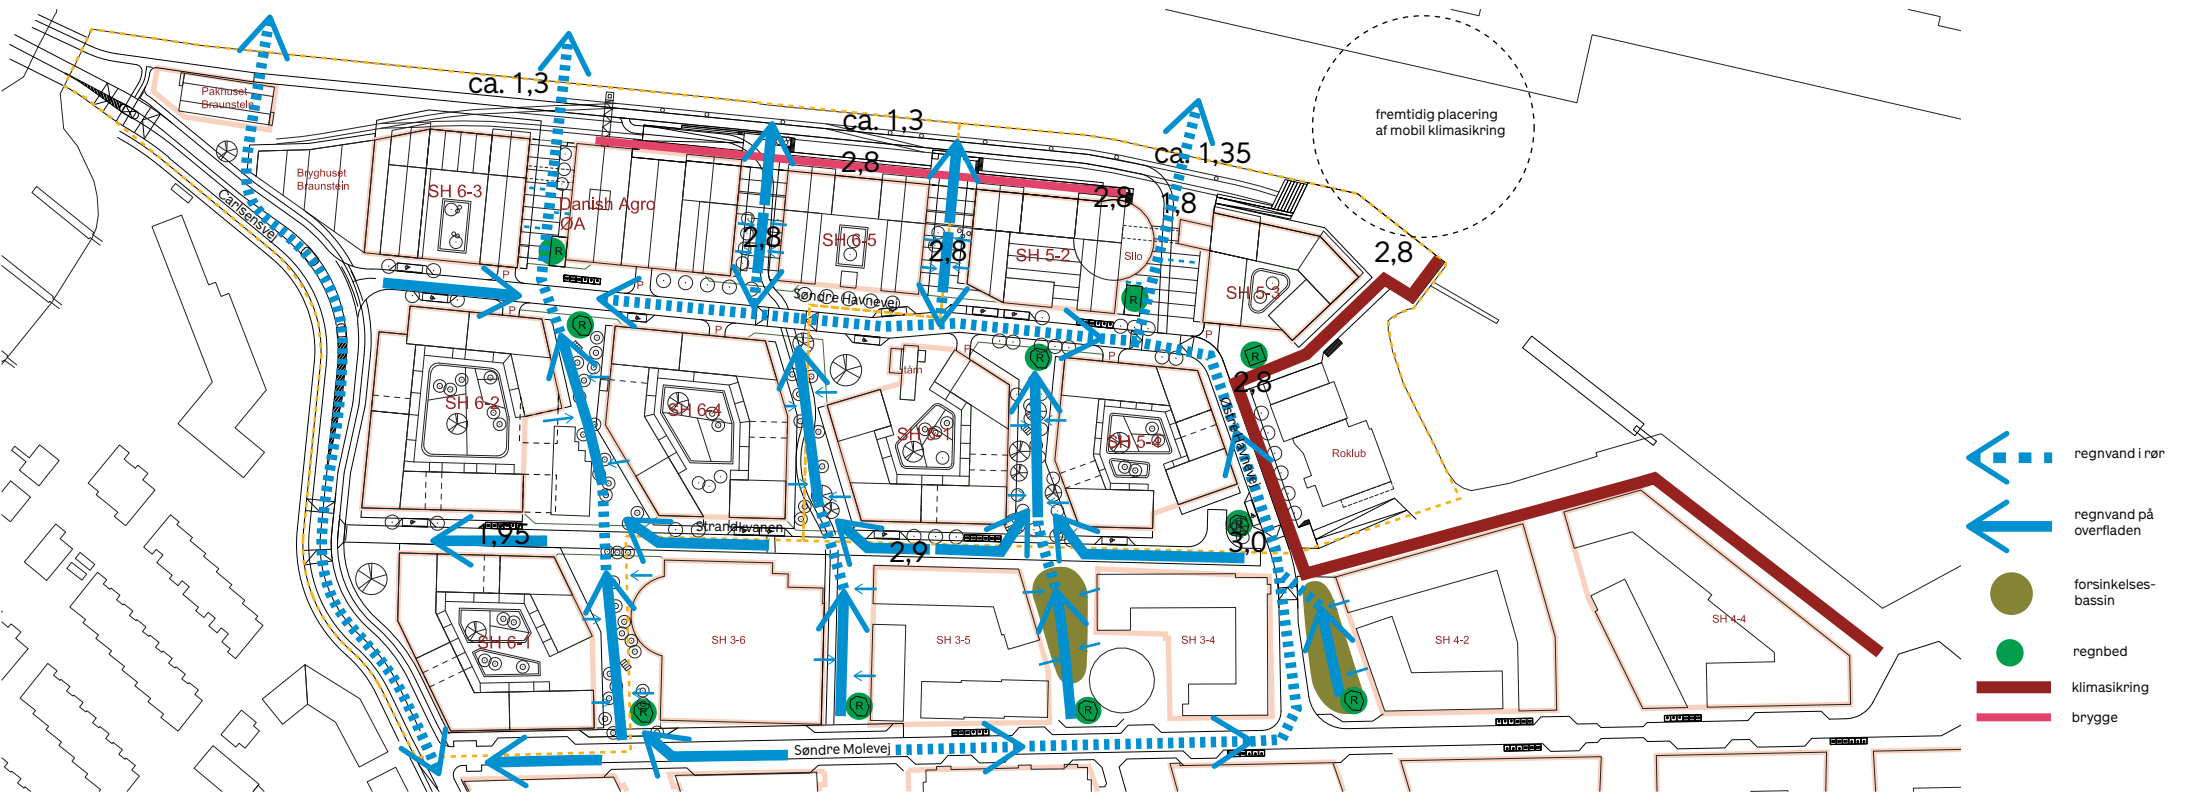 ca. 1,3
ca. 1,3
ca. 1,35
fremtidig placering
af mobil klimasikring
Pakhuset
Braunstein
Bryghuset
Braunstein
Carlsensvej
SH 6-3
Danish Agro
ØA
2,8
2,8
1,8
2,8
SH 6-5
2,8
SH 5-2
Silo
SH 5-3
2,8
R
R
P
P
Søndre Havnevej
P
P
P
P
P
R
R
R
2,8
tårn
SH 6-2
SH 6-4
SH 5-1
SH 5-4
Østre Havnevej
Roklub
1,95
Strandkvanen
2,9
R
3,0
SH 6-1
SH 3-6
SH 3-5
SH 3-4
SH 4-2
SH 4-4
R
R
R
R
Søndre Molevej
regnvand i rør
regnvand på
overfladen
forsinkelses-
bassin
regnbed
klimasikring
brygge